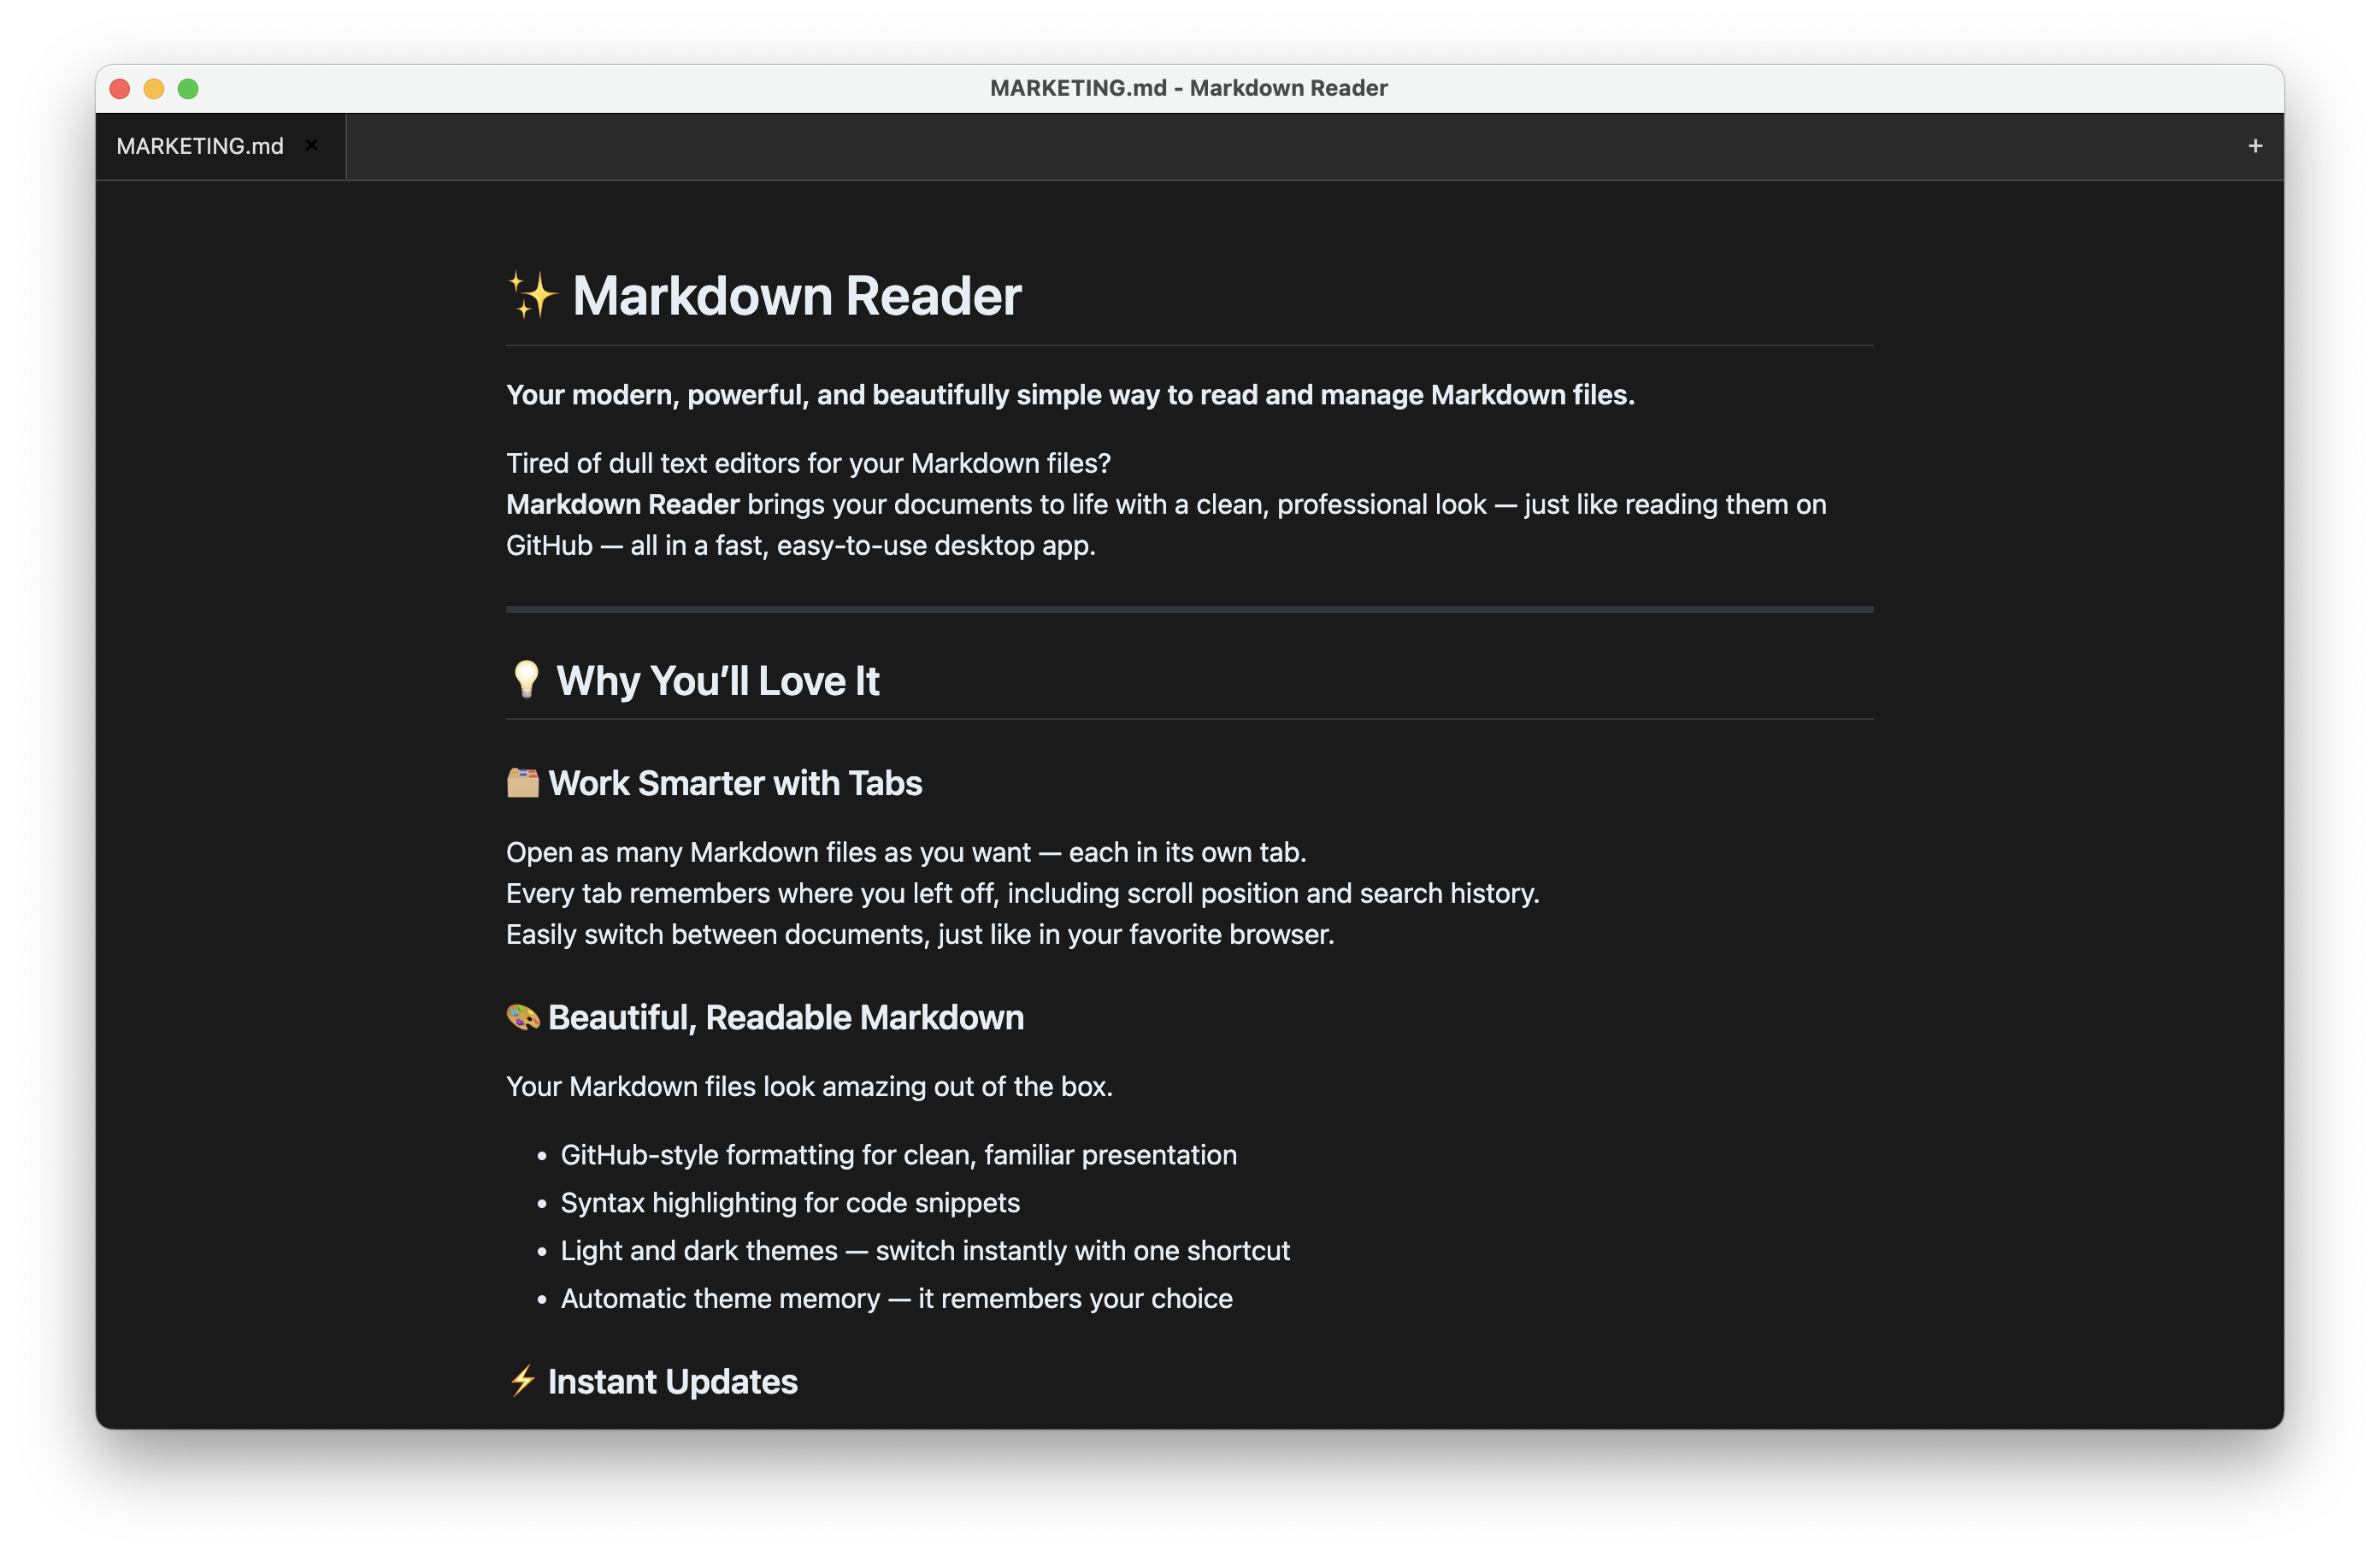 MARKETING.md - Markdown Reader
MARKETING.md × +
✨ Markdown Reader
Your modern, powerful, and beautifully simple way to read and manage Markdown files.
Tired of dull text editors for your Markdown files?
Markdown Reader brings your documents to life with a clean, professional look — just like reading them on
GitHub — all in a fast, easy-to-use desktop app.
💡 Why You’ll Love It
🗂️ Work Smarter with Tabs
Open as many Markdown files as you want — each in its own tab.
Every tab remembers where you left off, including scroll position and search history.
Easily switch between documents, just like in your favorite browser.
🎨 Beautiful, Readable Markdown
Your Markdown files look amazing out of the box.
• GitHub-style formatting for clean, familiar presentation
• Syntax highlighting for code snippets
• Light and dark themes — switch instantly with one shortcut
• Automatic theme memory — it remembers your choice
⚡ Instant Updates